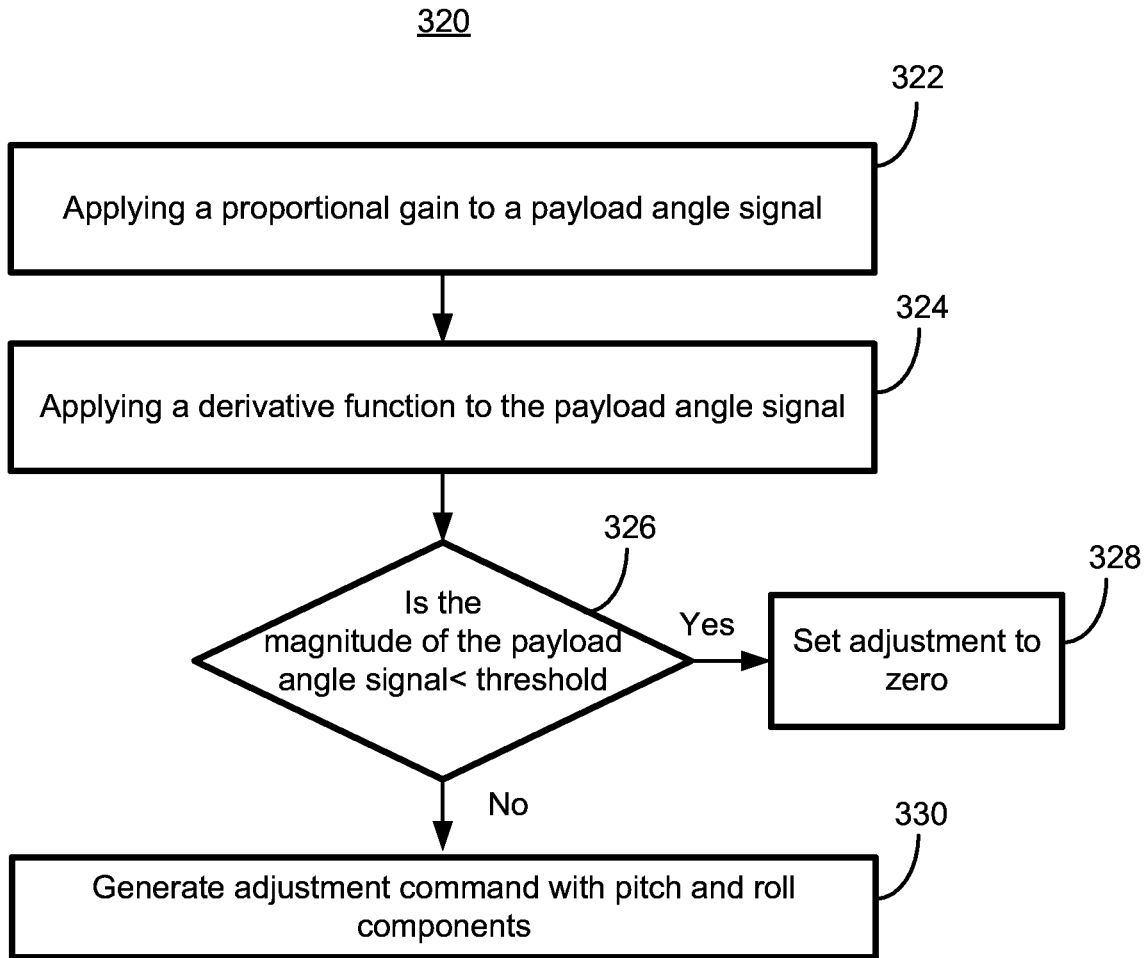 320
322
Applying a proportional gain to a payload angle signal
324
Applying a derivative function to the payload angle signal
326
Is the
magnitude of the payload
angle signal< threshold
Yes
328
Set adjustment to
zero
No
330
Generate adjustment command with pitch and roll
components